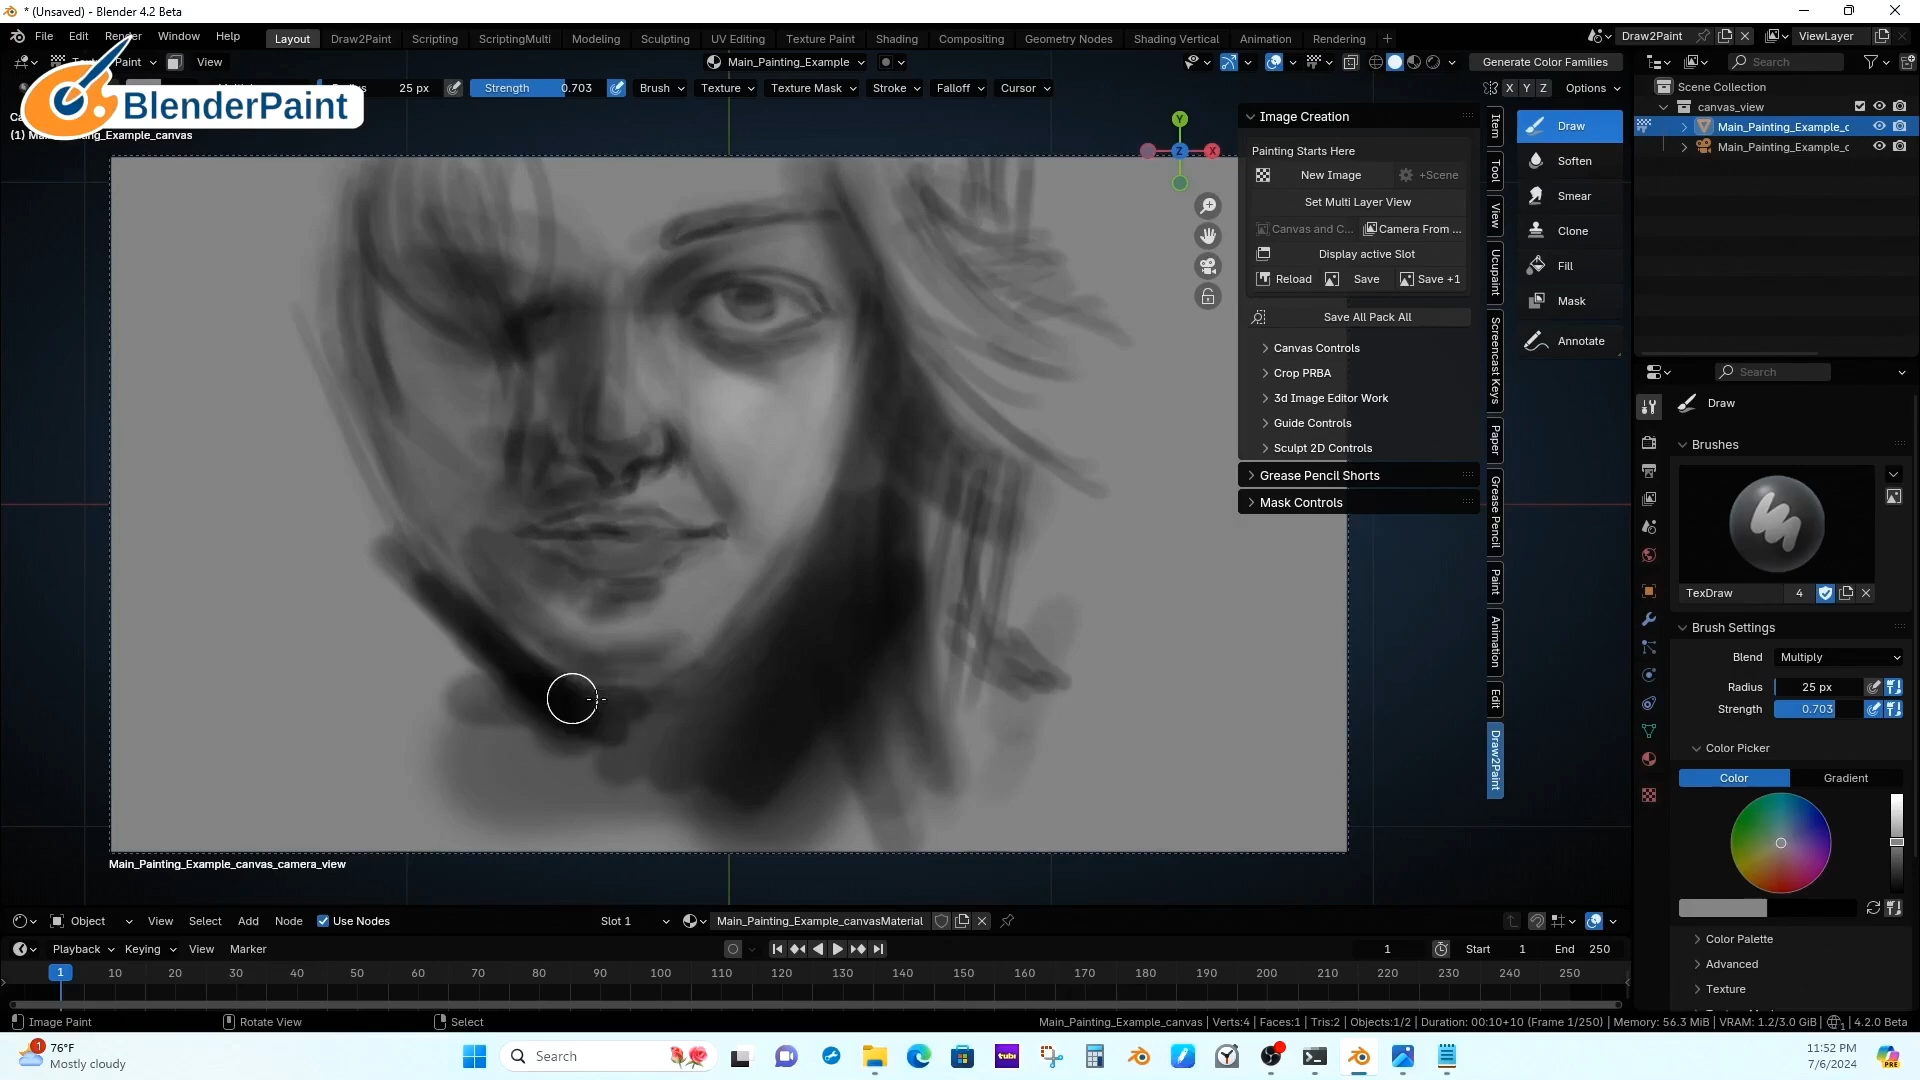 * (Unsaved) - Blender 4.2 Beta
File Edit Render Window Help
Layout Draw2Paint Scripting ScriptingMulti Modeling Sculpting UV Editing Texture Paint Shading Compositing Geometry Nodes Shading Vertical Animation Rendering +
Draw2Paint
ViewLayer
Paint
View
Main_Painting_Example
Generate Color Families
Search
25 px
Strength 0.703
Brush
Texture
Texture Mask
Stroke
Falloff
Cursor
X Y Z
Options
BlenderPaint
(1) Main_Painting_Example_canvas
Y
Z
X
Image Creation
Painting Starts Here
New Image
+Scene
Set Multi Layer View
Canvas and C...
Camera From ...
Display active Slot
Reload
Save
Save +1
Save All Pack All
Canvas Controls
Crop PRBA
3d Image Editor Work
Guide Controls
Sculpt 2D Controls
Grease Pencil Shorts
Mask Controls
Item
Tool
View
Ucupaint
Screencast Keys
Paper
Grease Pencil
Paint
Animation
Edit
Draw2Paint
Draw
Soften
Smear
Clone
Fill
Mask
Annotate
Scene Collection
canvas_view
Main_Painting_Example_c
Main_Painting_Example_c
Search
Draw
Brushes
TexDraw
4
Brush Settings
Blend Multiply
Radius 25 px
Strength 0.703
Color Picker
Color Gradient
Color Palette
Advanced
Texture
Main_Painting_Example_canvas_camera_view
Object
View Select Add Node
Use Nodes
Slot 1
Main_Painting_Example_canvasMaterial
Playback Keying View Marker
1
Start 1
End 250
1 10 20 30 40 50 60 70 80 90 100 110 120 130 140 150 160 170 180 190 200 210 220 230 240 250
Image Paint
Rotate View
Select
Main_Painting_Example_canvas | Verts:4 | Faces:1 | Tris:2 | Objects:1/2 | Duration: 00:10+10 (Frame 1/250) | Memory: 56.3 MiB | VRAM: 1.2/3.0 GiB | 1 | 4.2.0 Beta
1
76°F
Mostly cloudy
Search
tubi
11:52 PM
7/6/2024
PRE